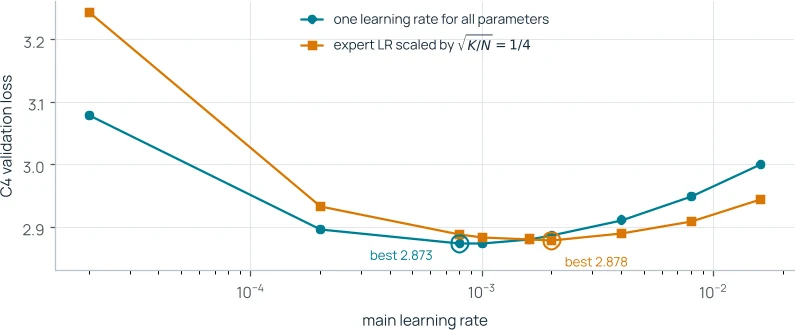 one learning rate for all parameters
expert LR scaled by √K/N = 1/4
3.2
3.1
3.0
2.9
C4 validation loss
best 2.873
best 2.878
10⁻⁴
10⁻³
10⁻²
main learning rate